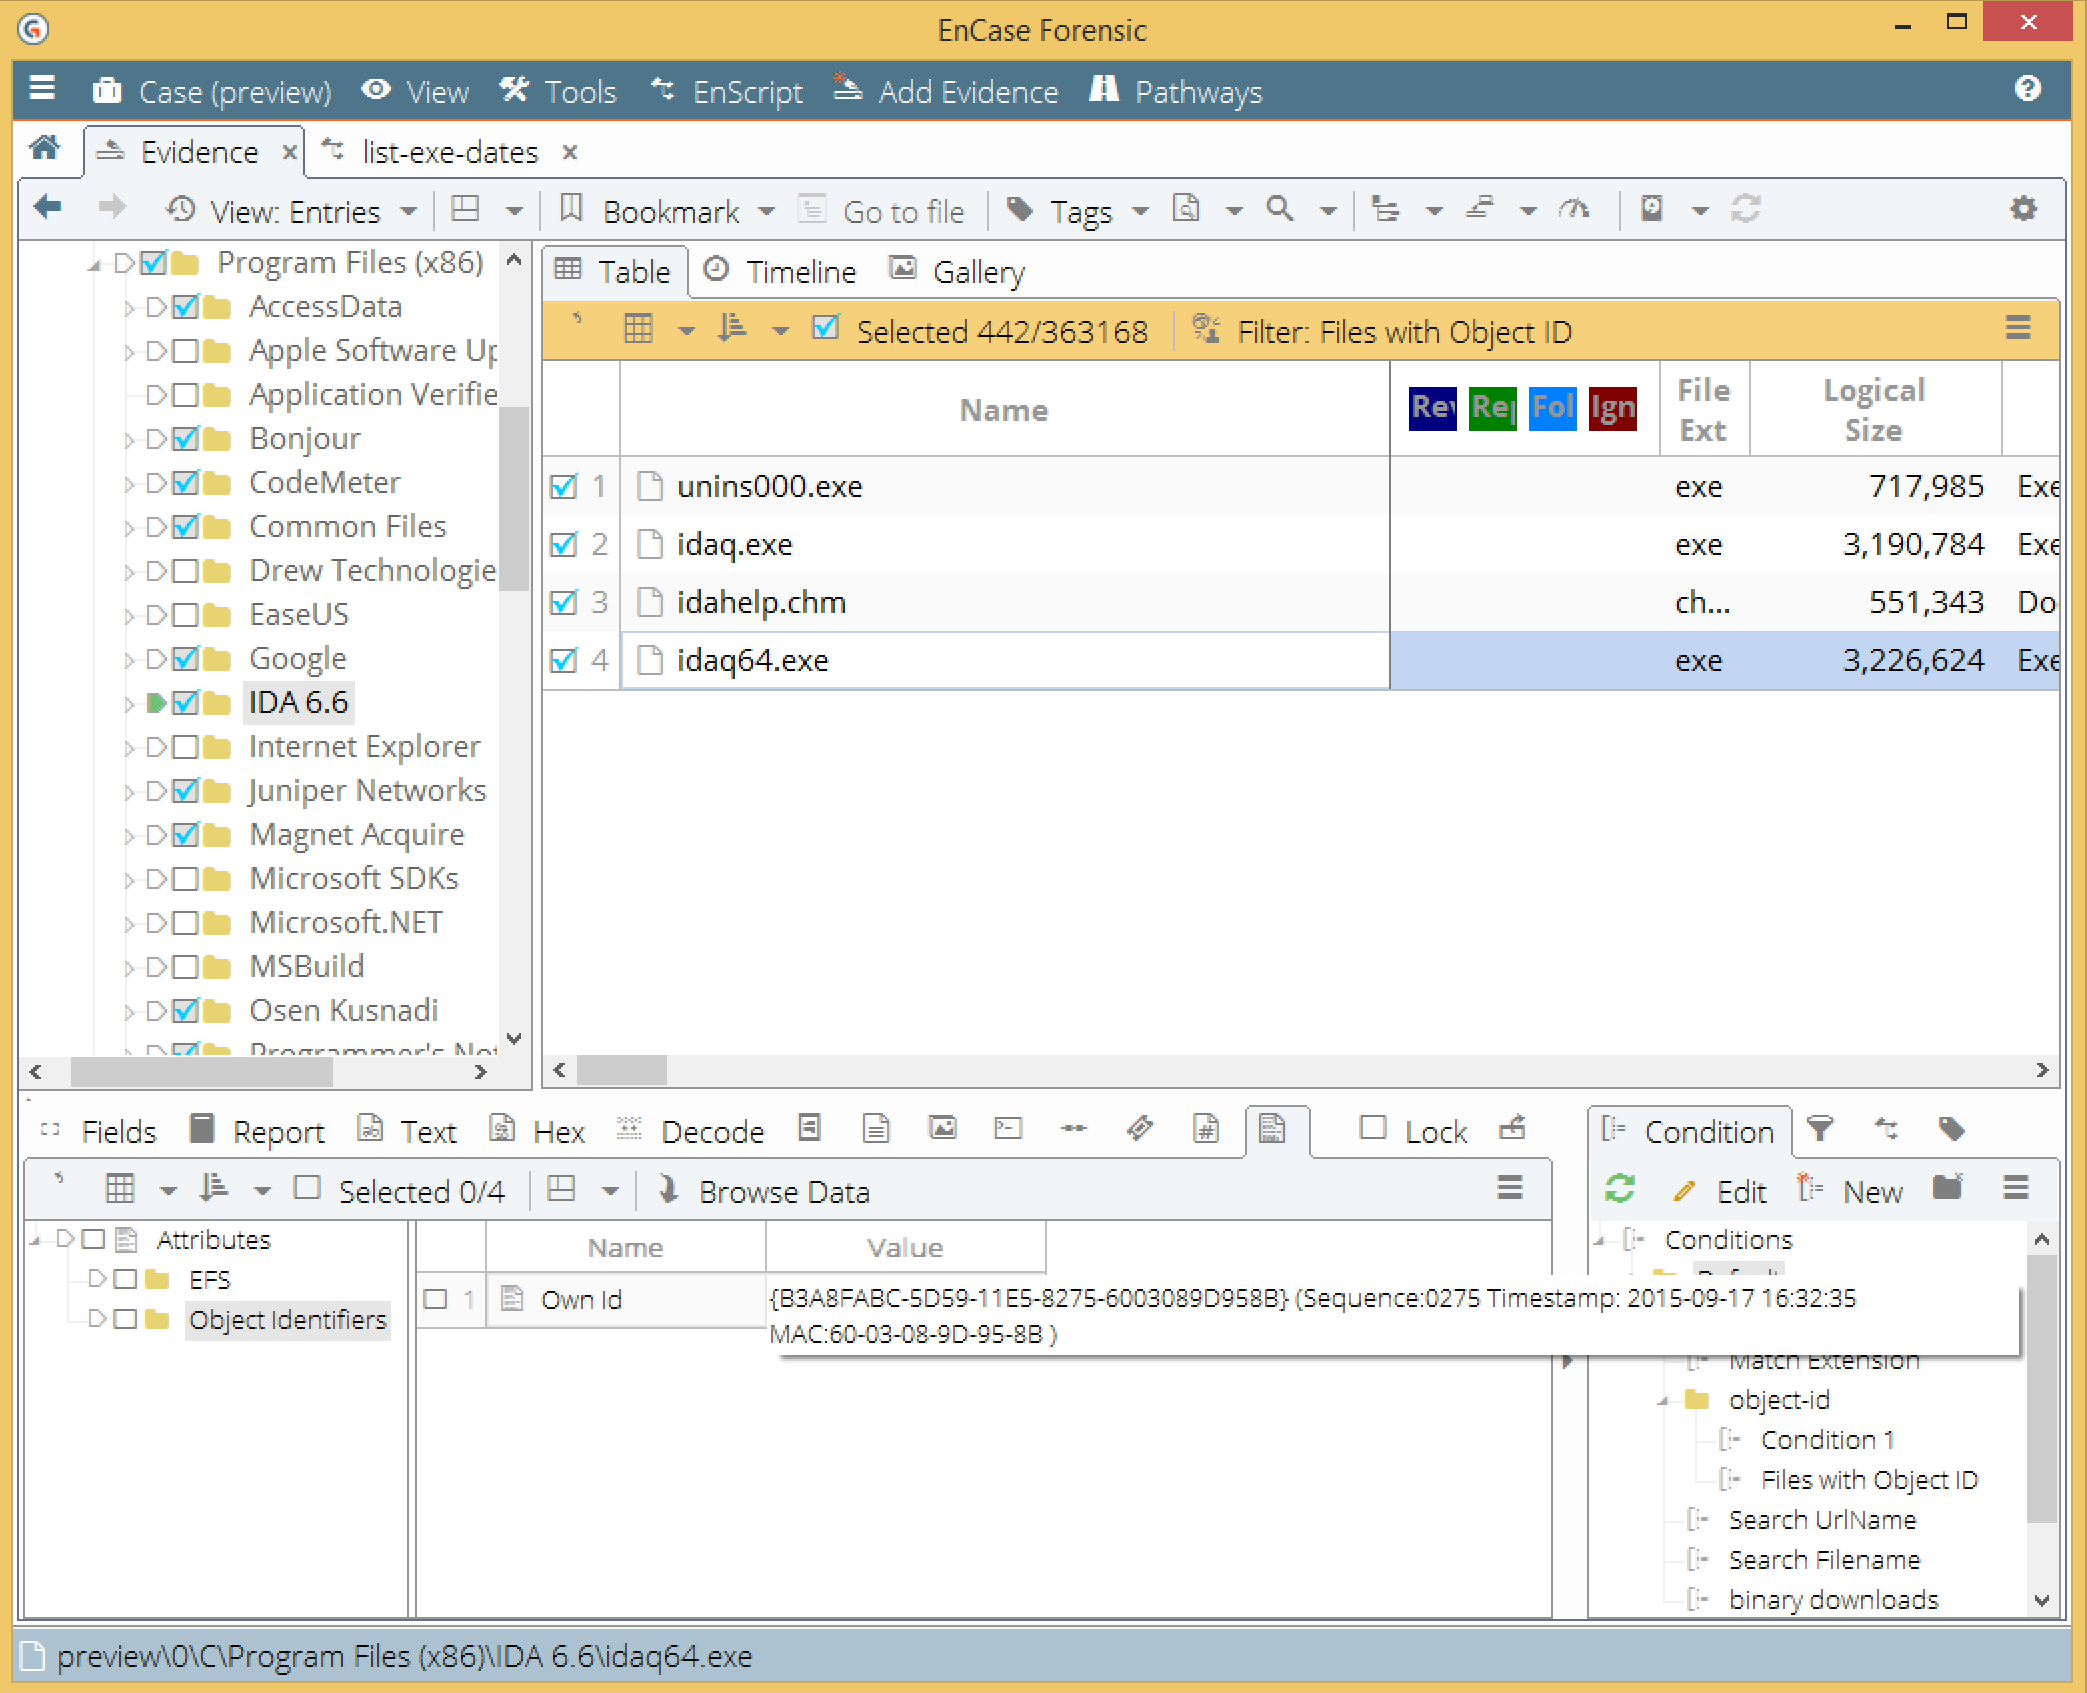 EnCase Forensic
Case (preview) View Tools EnScript Add Evidence Pathways
Evidence x list-exe-dates x
View: Entries Bookmark Go to file Tags
Program Files (x86)
AccessData
Apple Software Up
Application Verifie
Bonjour
CodeMeter
Common Files
Drew Technologie
EaseUS
Google
IDA 6.6
Internet Explorer
Juniper Networks
Magnet Acquire
Microsoft SDKs
Microsoft.NET
MSBuild
Osen Kusnadi
Programmer's Not
Table Timeline Gallery
Selected 442/363168 Filter: Files with Object ID
Name Rev Rep Fol Ign File Ext Logical Size
1 unins000.exe exe 717,985 Exe
2 idaq.exe exe 3,190,784 Exe
3 idahelp.chm ch... 551,343 Do
4 idaq64.exe exe 3,226,624 Exe
Fields Report Text Hex Decode Lock
Selected 0/4 Browse Data
Attributes
EFS
Object Identifiers
Name Value
1 Own Id {B3A8FABC-5D59-11E5-8275-6003089D958B} (Sequence:0275 Timestamp: 2015-09-17 16:32:35
MAC:60-03-08-9D-95-8B )
Condition
Edit New
Conditions
Default
Match Extension
object-id
Condition 1
Files with Object ID
Search UrlName
Search Filename
binary downloads
preview\0\C\Program Files (x86)\IDA 6.6\idaq64.exe